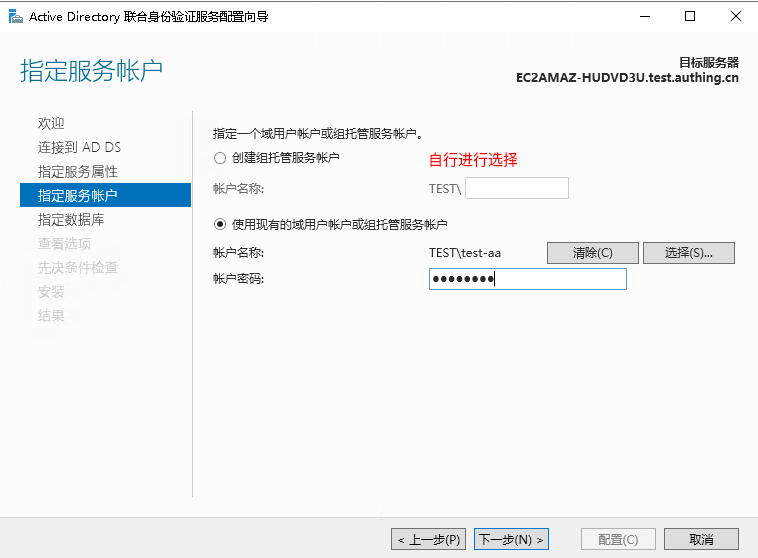 Active Directory 联合身份验证服务配置向导
指定服务帐户
目标服务器
EC2AMAZ-HUDVD3U.test.authing.cn
欢迎
连接到 AD DS
指定服务属性
指定服务帐户
指定数据库
查看选项
先决条件检查
安装
结果
指定一个域用户帐户或组托管服务帐户。
创建组托管服务帐户
自行进行选择
帐户名称:
TEST\
使用现有的域用户帐户或组托管服务帐户
帐户名称:
TEST\test-aa
清除(C)
选择(S)...
帐户密码:
●●●●●●●●
< 上一步(P)
下一步(N) >
配置(C)
取消